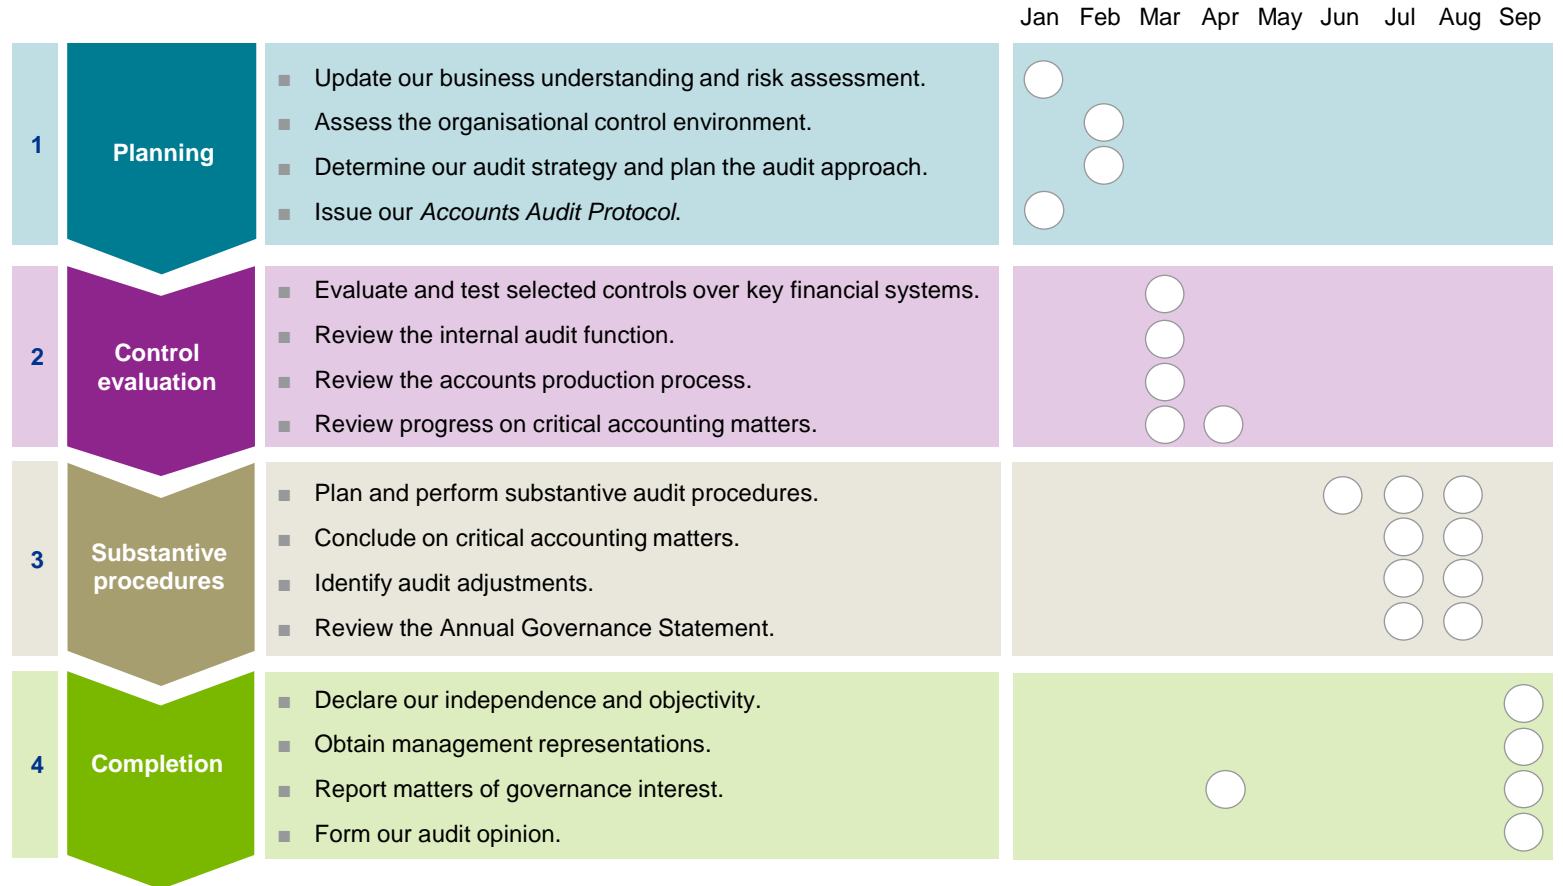 Jan Feb Mar Apr May Jun Jul Aug Sep
1
Planning
■ Update our business understanding and risk assessment.
■ Assess the organisational control environment.
■ Determine our audit strategy and plan the audit approach.
■ Issue our Accounts Audit Protocol.
2
Control
evaluation
■ Evaluate and test selected controls over key financial systems.
■ Review the internal audit function.
■ Review the accounts production process.
■ Review progress on critical accounting matters.
3
Substantive
procedures
■ Plan and perform substantive audit procedures.
■ Conclude on critical accounting matters.
■ Identify audit adjustments.
■ Review the Annual Governance Statement.
4
Completion
■ Declare our independence and objectivity.
■ Obtain management representations.
■ Report matters of governance interest.
■ Form our audit opinion.